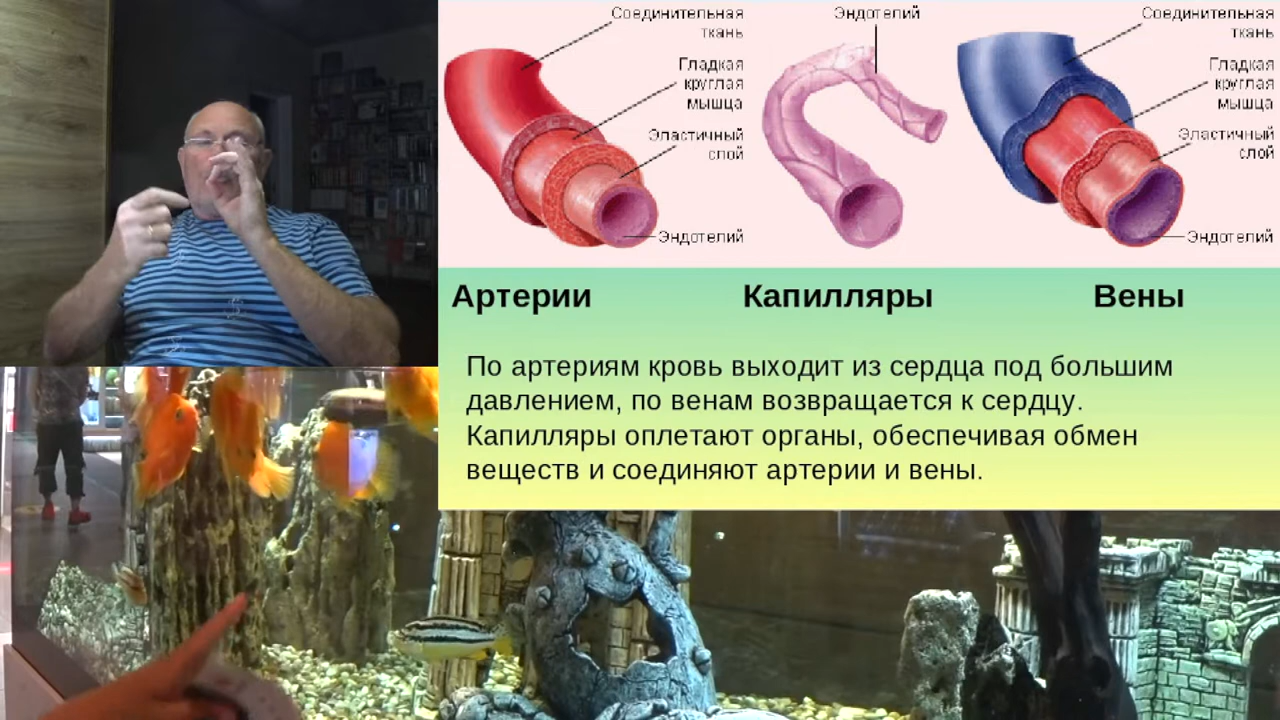 Соединительная
ткань
Гладкая
круглая
мышца
Эластичный
слой
Эндотелий
Эндотелий
Соединительная
ткань
Гладкая
круглая
мышца
Эластичный
слой
Эндотелий
Артерии
Капилляры
Вены
По артериям кровь выходит из сердца под большим
давлением, по венам возвращается к сердцу.
Капилляры оплетают органы, обеспечивая обмен
веществ и соединяют артерии и вены.